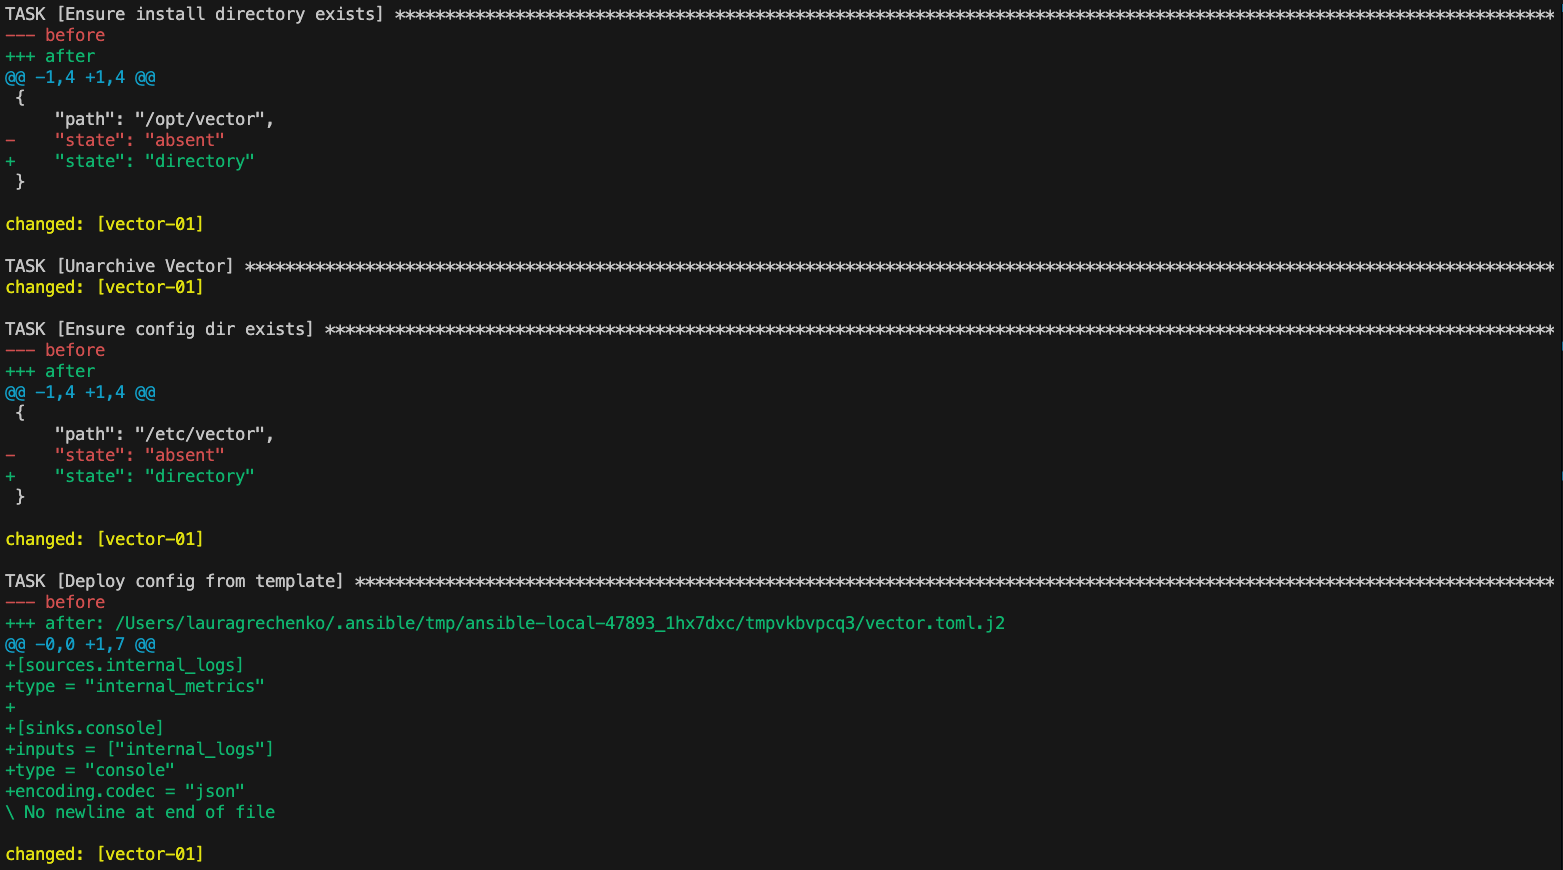 TASK [Ensure install directory exists] ********************************************************************************************************************
--- before
+++ after
@@ -1,4 +1,4 @@
 {
     "path": "/opt/vector",
-    "state": "absent"
+    "state": "directory"
 }
changed: [vector-01]
TASK [Unarchive Vector] ***********************************************************************************************************************************
changed: [vector-01]
TASK [Ensure config dir exists] ***************************************************************************************************************************
--- before
+++ after
@@ -1,4 +1,4 @@
 {
     "path": "/etc/vector",
-    "state": "absent"
+    "state": "directory"
 }
changed: [vector-01]
TASK [Deploy config from template] ************************************************************************************************************************
--- before
+++ after: /Users/lauragrechenko/.ansible/tmp/ansible-local-47893_1hx7dxc/tmpvkbvpcq3/vector.toml.j2
@@ -0,0 +1,7 @@
+[sources.internal_logs]
+type = "internal_metrics"
+
+[sinks.console]
+inputs = ["internal_logs"]
+type = "console"
+encoding.codec = "json"
\ No newline at end of file
changed: [vector-01]